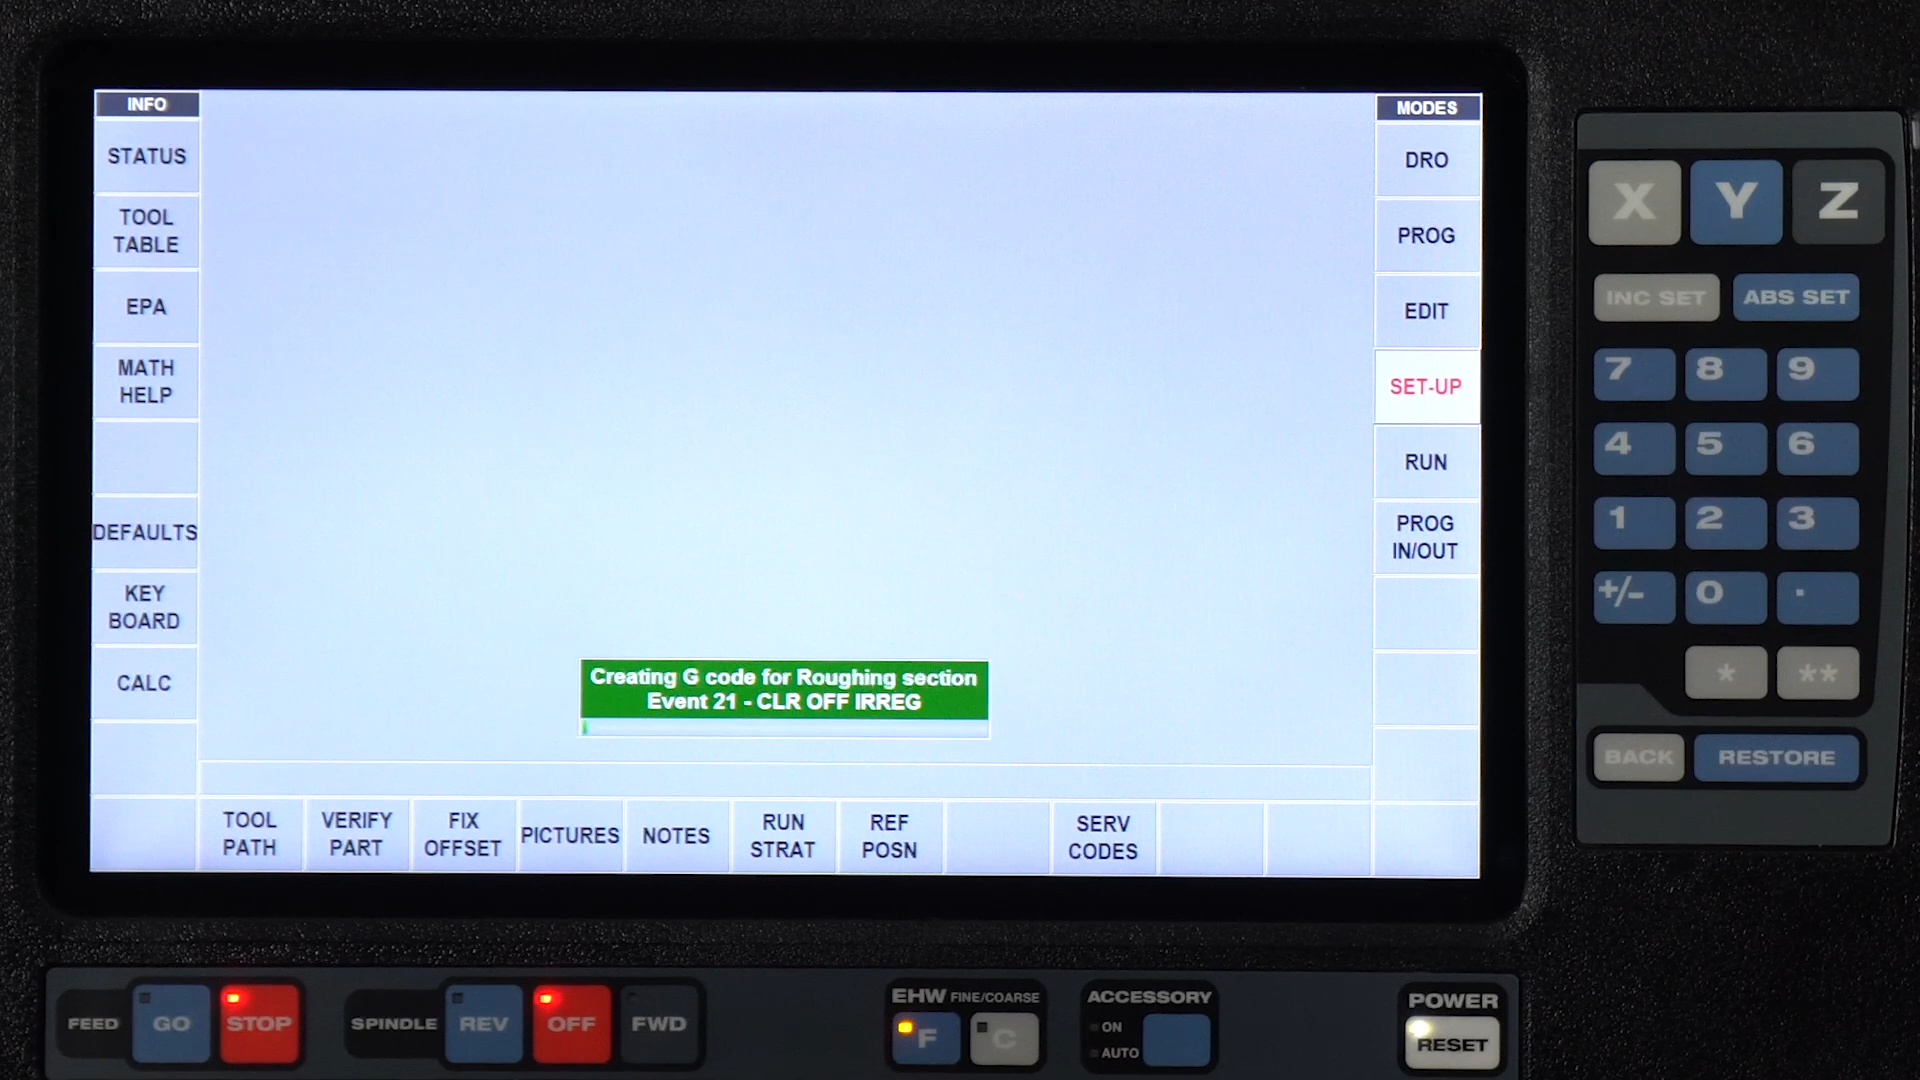 INFO
STATUS
TOOL
TABLE
EPA
MATH
HELP
DEFAULTS
KEY
BOARD
CALC
Creating G code for Roughing section
Event 21 - CLR OFF IRREG
TOOL
PATH
VERIFY
PART
FIX
OFFSET
PICTURES
NOTES
RUN
STRAT
REF
POSN
SERV
CODES
MODES
DRO
PROG
EDIT
SET-UP
RUN
PROG
IN/OUT
X Y Z
INC SET ABS SET
7 8 9
4 5 6
1 2 3
+/- 0 .
* **
BACK RESTORE
FEED GO STOP
SPINDLE REV OFF FWD
EHW FINE/COARSE
F C
ACCESSORY
ON
AUTO
POWER
RESET